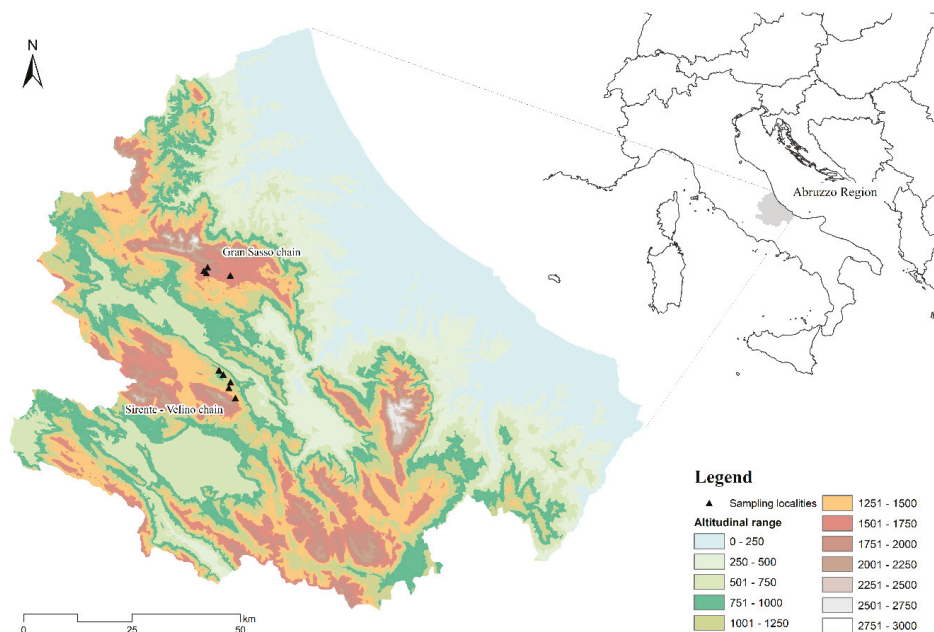 N
Abruzzo Region
Gran Sasso chain
Sirente - Velino chain
Legend
Sampling localities
Altitudinal range
0 - 250
250 - 500
501 - 750
751 - 1000
1001 - 1250
1251 - 1500
1501 - 1750
1751 - 2000
2001 - 2250
2251 - 2500
2501 - 2750
2751 - 3000
0 25 50
km